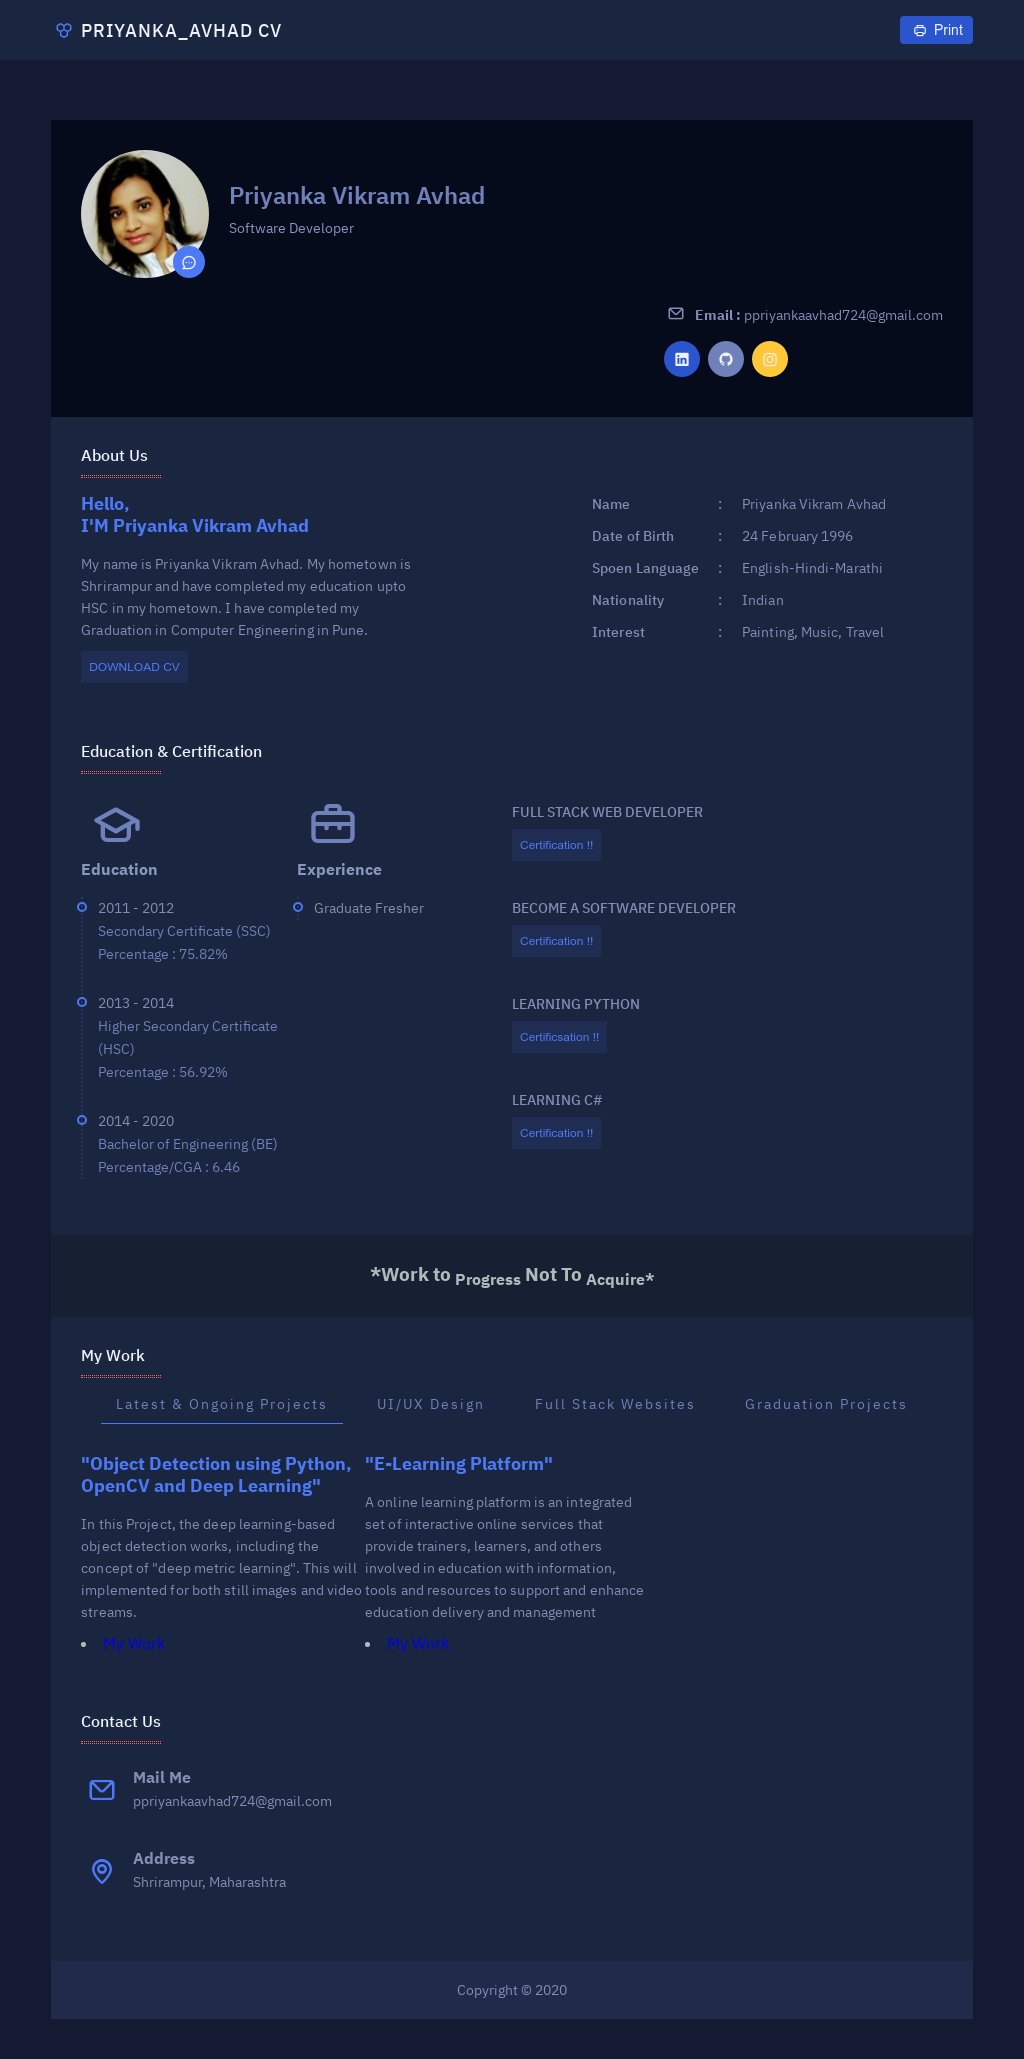 PRIYANKA_AVHAD CV
Print
Priyanka Vikram Avhad
Software Developer
Email : ppriyankaavhad724@gmail.com
About Us
Hello,
I'M Priyanka Vikram Avhad
My name is Priyanka Vikram Avhad. My hometown is
Shrirampur and have completed my education upto
HSC in my hometown. I have completed my
Graduation in Computer Engineering in Pune.
DOWNLOAD CV
Name : Priyanka Vikram Avhad
Date of Birth : 24 February 1996
Spoen Language : English-Hindi-Marathi
Nationality : Indian
Interest : Painting, Music, Travel
Education & Certification
Education
2011 - 2012
Secondary Certificate (SSC)
Percentage : 75.82%
2013 - 2014
Higher Secondary Certificate
(HSC)
Percentage : 56.92%
2014 - 2020
Bachelor of Engineering (BE)
Percentage/CGA : 6.46
Experience
Graduate Fresher
FULL STACK WEB DEVELOPER
Certification !!
BECOME A SOFTWARE DEVELOPER
Certification !!
LEARNING PYTHON
Certificsation !!
LEARNING C#
Certification !!
*Work to Progress Not To Acquire*
My Work
Latest & Ongoing Projects UI/UX Design Full Stack Websites Graduation Projects
"Object Detection using Python,
OpenCV and Deep Learning"
In this Project, the deep learning-based
object detection works, including the
concept of "deep metric learning". This will
implemented for both still images and video
streams.
My Work
"E-Learning Platform"
A online learning platform is an integrated
set of interactive online services that
provide trainers, learners, and others
involved in education with information,
tools and resources to support and enhance
education delivery and management
My Work
Contact Us
Mail Me
ppriyankaavhad724@gmail.com
Address
Shrirampur, Maharashtra
Copyright © 2020